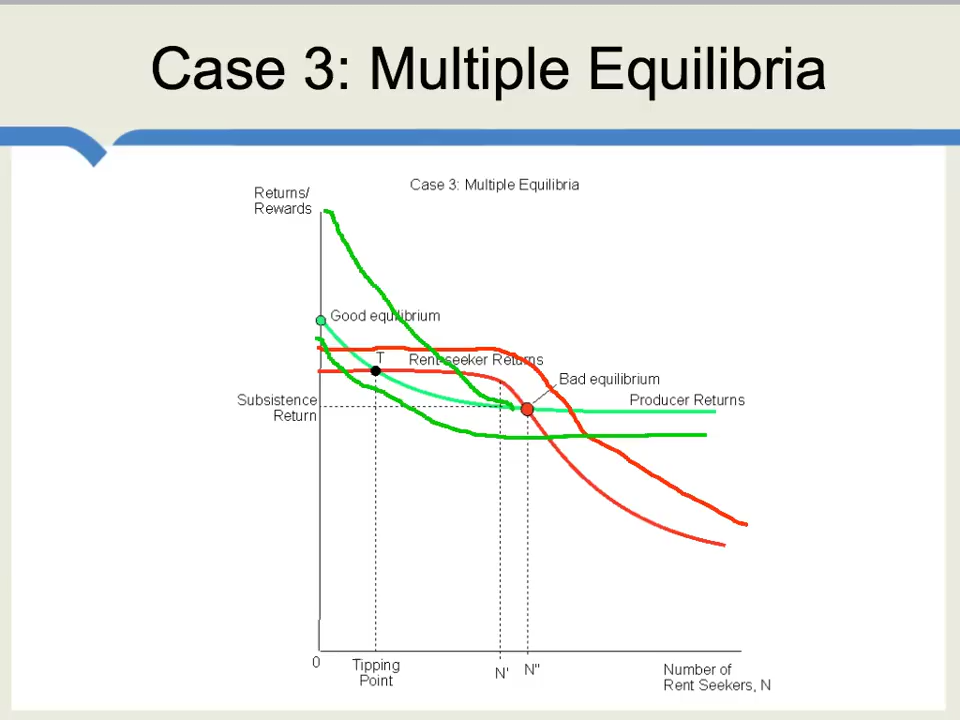 Case 3: Multiple Equilibria
Case 3: Multiple Equilibria
Returns/
Rewards
Good equilibrium
T
Rent-seeker Returns
Bad equilibrium
Subsistence
Return
Producer Returns
0
Tipping
Point
N'
N"
Number of
Rent Seekers, N